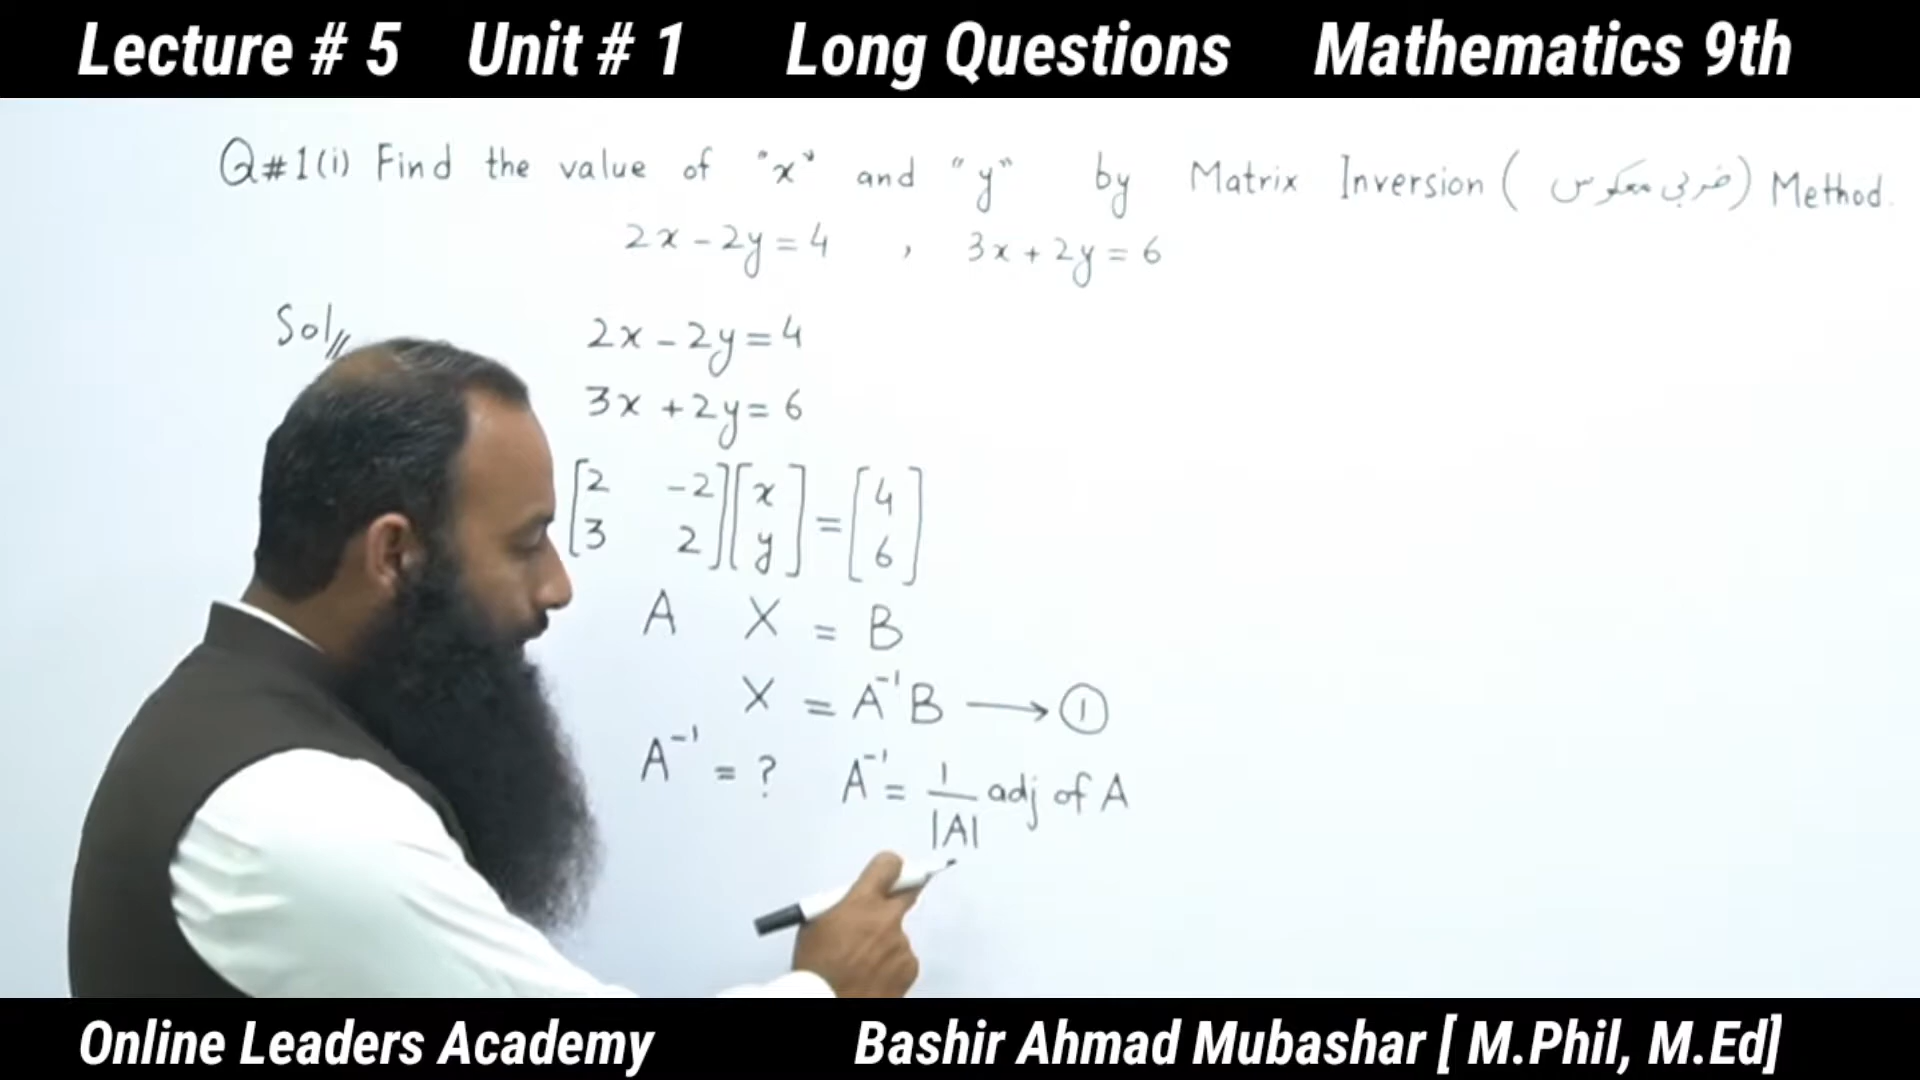 Lecture # 5 Unit # 1 Long Questions Mathematics 9th
Q#1(i) Find the value of "x" and "y" by Matrix Inversion (ضربی معکوس) Method.
2x - 2y = 4 , 3x + 2y = 6
Sol//
2x - 2y = 4
3x + 2y = 6
[2 -2] [x] = [4]
[3 2] [y] [6]
A X = B
X = A⁻¹B ⟶ ①
A⁻¹ = ? A⁻¹ = 1/|A| adj of A
Online Leaders Academy Bashir Ahmad Mubashar [ M.Phil, M.Ed]